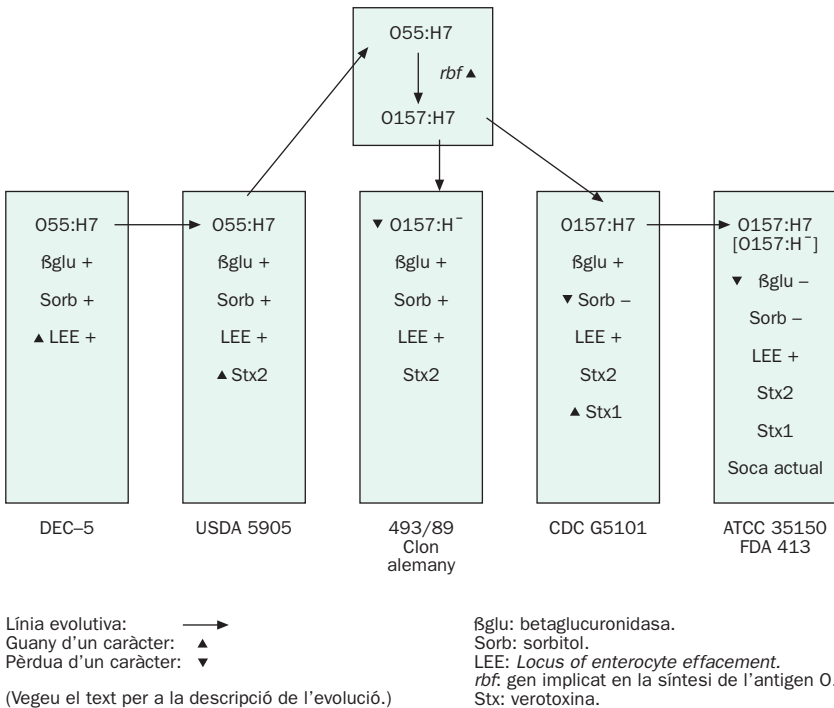 O55:H7
rbf ▲
O157:H7
O55:H7
ßglu +
Sorb +
▲ LEE +
DEC–5
O55:H7
ßglu +
Sorb +
LEE +
▲ Stx2
USDA 5905
▼ O157:H⁻
ßglu +
Sorb +
LEE +
Stx2
493/89
Clon
alemany
O157:H7
ßglu +
▼ Sorb –
LEE +
Stx2
▲ Stx1
CDC G5101
O157:H7
[O157:H⁻]
▼ ßglu –
Sorb –
LEE +
Stx2
Stx1
Soca actual
ATCC 35150
FDA 413
Línia evolutiva:
Guany d’un caràcter: ▲
Pèrdua d’un caràcter: ▼
(Vegeu el text per a la descripció de l’evolució.)
ßglu: betaglucuronidasa.
Sorb: sorbitol.
LEE: Locus of enterocyte effacement.
rbf: gen implicat en la síntesi de l’antigen O.
Stx: verotoxina.